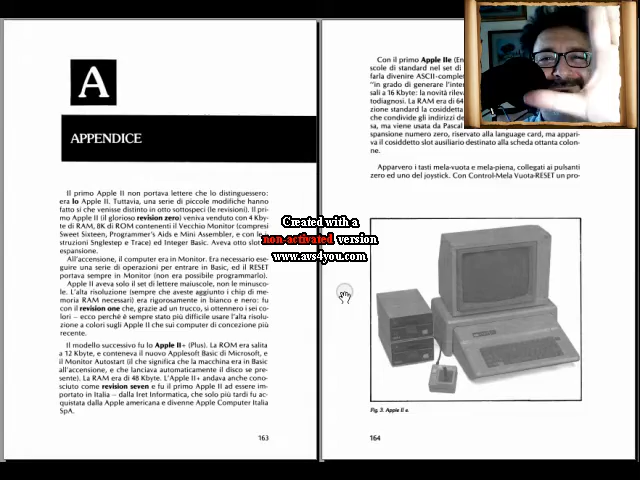 A
APPENDICE
Il primo Apple II non portava lettere che lo distinguessero:
era lo Apple II. Tuttavia, una serie di piccole modifiche hanno
fatto sì che venisse distinto in otto sottospeci (le revisioni). Il pri-
mo Apple II (il glorioso revision zero) veniva venduto con 4 Kby-
te di RAM, 8K di ROM contenenti il Vecchio Monitor (compresi
Sweet Sixteen, Programmer's Aids e Mini Assembler, e con le i-
struzioni Singlestep e Trace) ed Integer Basic. Aveva otto slot
espansione.
All'accensione, il computer era in Monitor. Era necessario ese-
guire una serie di operazioni per entrare in Basic, ed il RESET
portava sempre in Monitor (non era possibile programmarlo).
Apple II aveva solo il set di lettere maiuscole, non le minusco-
le. L'alta risoluzione (sempre che aveste aggiunto i chip di me-
moria RAM necessari) era rigorosamente in bianco e nero: fu
con il revision one che, grazie ad un trucco, si ottennero i sei co-
lori — ecco perché è sempre stato più difficile usare l'alta risolu-
zione a colori sugli Apple II che sui computer di concezione più
recente.
Il modello successivo fu lo Apple II+ (Plus). La ROM era salita
a 12 Kbyte, e conteneva il nuovo Applesoft Basic di Microsoft, e
il Monitor Autostart (il che significa che la macchina era in Basic
all'accensione, e che lanciava automaticamente il disco se pre-
sente). La RAM era di 48 Kbyte. L'Apple II+ andava anche cono-
sciuto come revision seven e fu il primo Apple II ad essere im-
portato in Italia — dalla Iret Informatica, che solo più tardi fu ac-
quistata dalla Apple americana e divenne Apple Computer Italia
SpA.
163
Con il primo Apple IIe (En
scole di standard nel set di
farla divenire ASCII-complet
"in grado di generare l'inter
sali a 16 Kbyte: la novità rilev
todiagnosi. La RAM era di 64
zione standard la cosiddetta
che condivide gli indirizzi de
sa, ma viene usata da Pascal
spansione numero zero, riservato alla language card, ma appari-
va il cosiddetto slot ausiliario destinato alla scheda ottanta colon-
ne.
Apparvero i tasti mela-vuota e mela-piena, collegati ai pulsanti
zero ed uno del joystick. Con Control-Mela Vuota-RESET un pro-
Fig. 3. Apple II e.
164
Created with a
non-activated version
www.avs4you.com